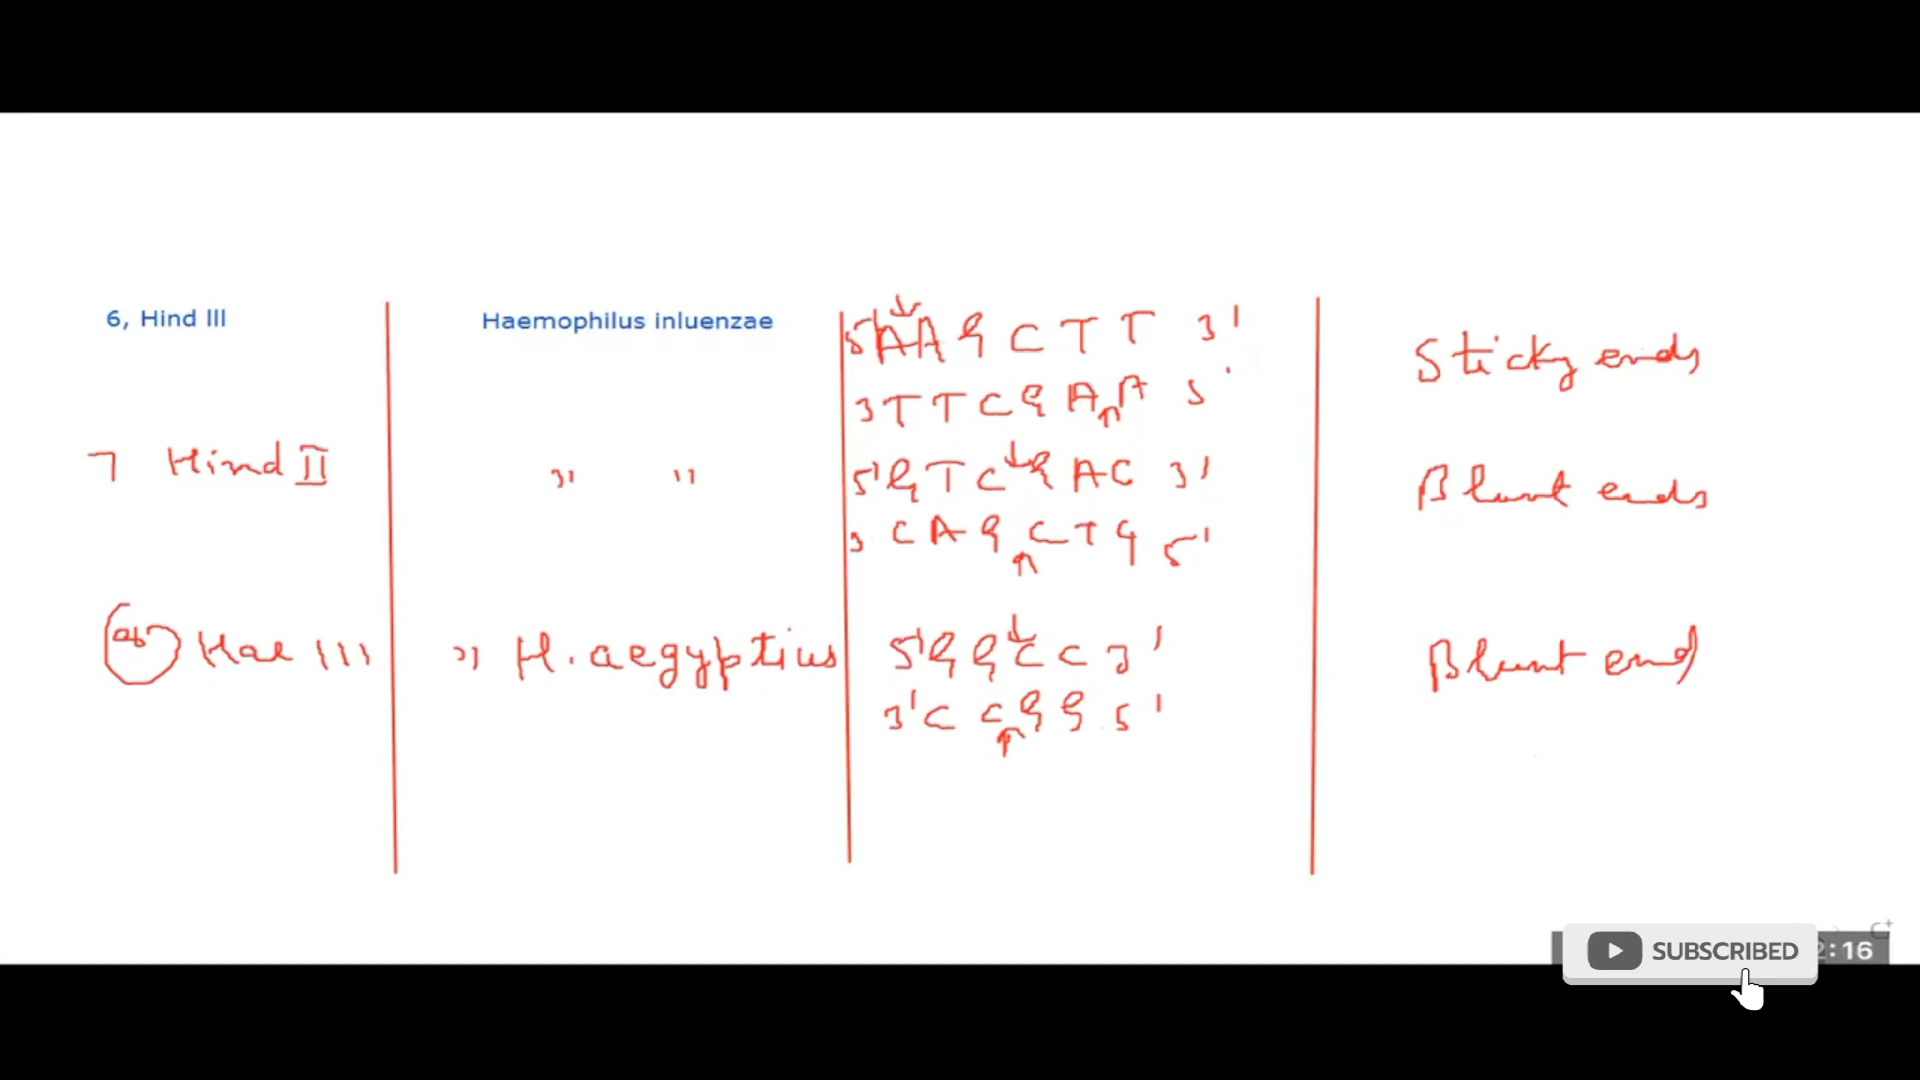 6, Hind III Haemophilus inluenzae 5' A A G C T T 3' Sticky ends
3 T T C G A A 5'
7 Hind II " " 5' G T C G A C 3' Blunt ends
3 C A G C T G 5'
Hae III " H. aegyptius 5' G G C C 3' Blunt end
3' C C G G 5'
SUBSCRIBED :16